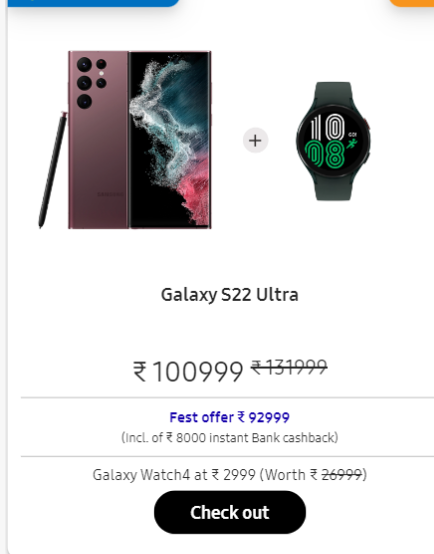 +
10
08
Galaxy S22 Ultra
₹ 100999 ₹ 131999
Fest offer ₹ 92999
(Incl. of ₹ 8000 instant Bank cashback)
Galaxy Watch4 at ₹ 2999 (Worth ₹ 26999)
Check out